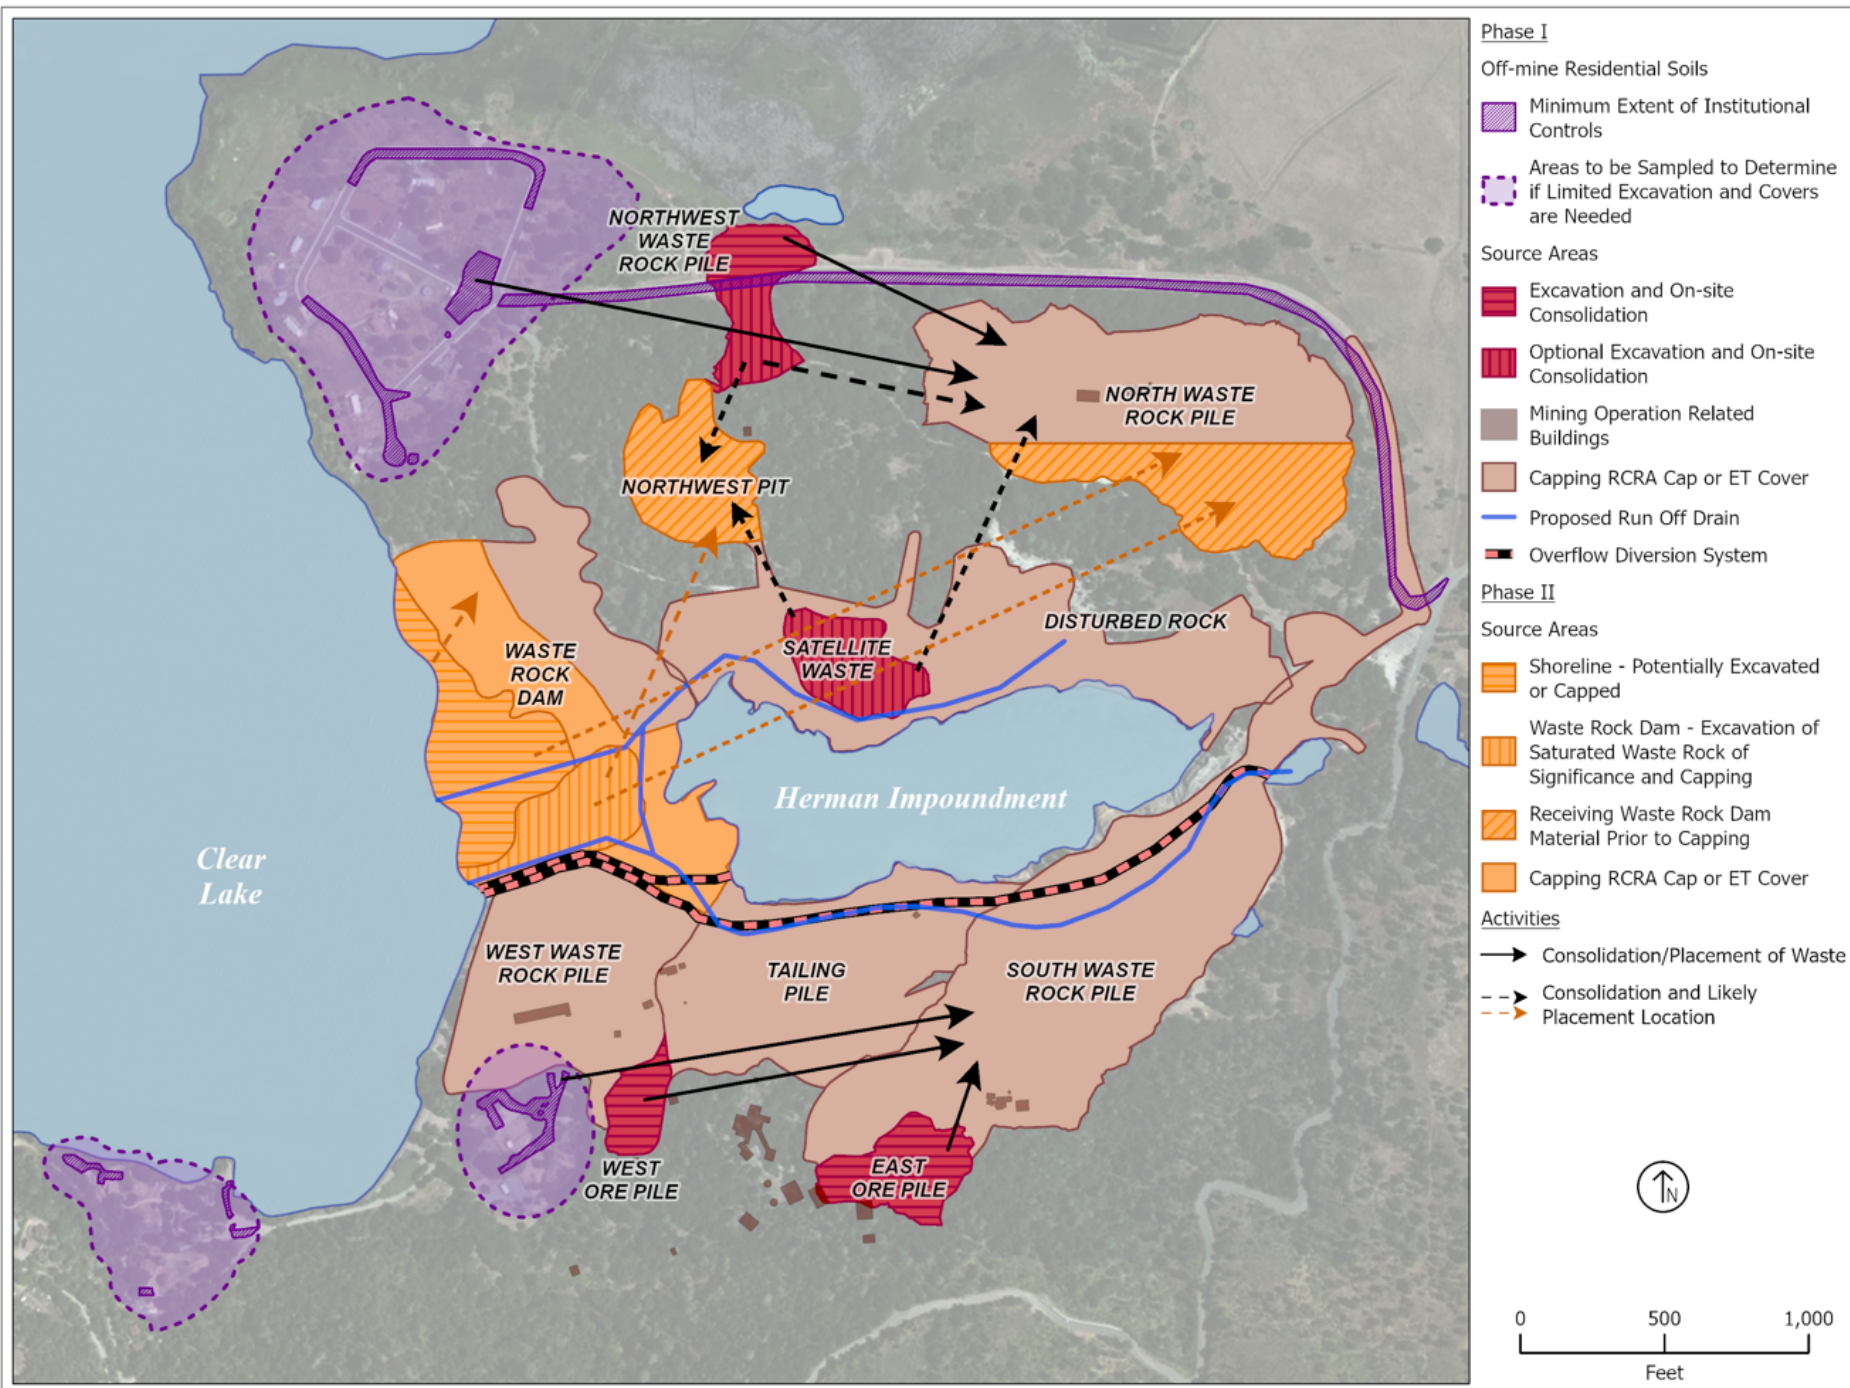 NORTHWEST
WASTE
ROCK PILE
NORTH WASTE
ROCK PILE
NORTHWEST PIT
DISTURBED ROCK
SATELLITE
WASTE
WASTE
ROCK
DAM
Herman Impoundment
Clear
Lake
WEST WASTE
ROCK PILE
TAILING
PILE
SOUTH WASTE
ROCK PILE
WEST
ORE PILE
EAST
ORE PILE
Phase I
Off-mine Residential Soils
Minimum Extent of Institutional
Controls
Areas to be Sampled to Determine
if Limited Excavation and Covers
are Needed
Source Areas
Excavation and On-site
Consolidation
Optional Excavation and On-site
Consolidation
Mining Operation Related
Buildings
Capping RCRA Cap or ET Cover
Proposed Run Off Drain
Overflow Diversion System
Phase II
Source Areas
Shoreline - Potentially Excavated
or Capped
Waste Rock Dam - Excavation of
Saturated Waste Rock of
Significance and Capping
Receiving Waste Rock Dam
Material Prior to Capping
Capping RCRA Cap or ET Cover
Activities
Consolidation/Placement of Waste
Consolidation and Likely
Placement Location
N
0 500 1,000
Feet